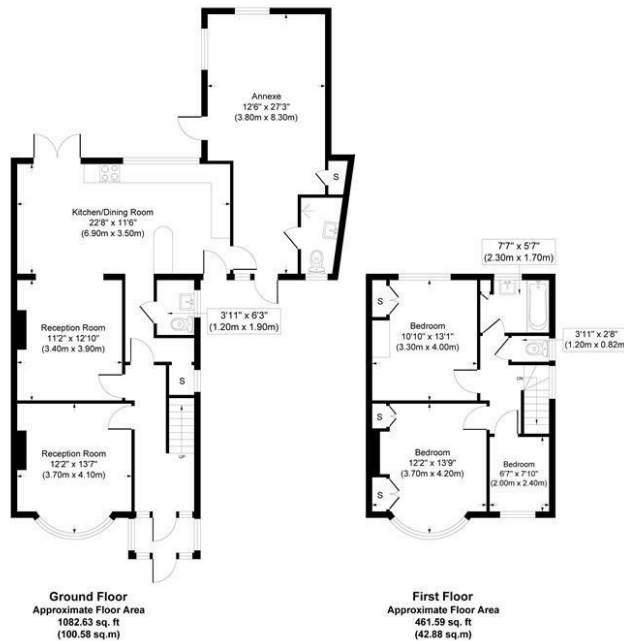 Annexe
12'6" x 27'3"
(3.80m x 8.30m)
S
Kitchen/Dining Room
22'8" x 11'6"
(6.90m x 3.50m)
3'11" x 6'3"
(1.20m x 1.90m)
Reception Room
11'2" x 12'10"
(3.40m x 3.90m)
S
Reception Room
12'2" x 13'7"
(3.70m x 4.10m)
Ground Floor
Approximate Floor Area
1082.63 sq. ft
(100.58 sq.m)
7'7" x 5'7"
(2.30m x 1.70m)
S
Bedroom
10'10" x 13'1"
(3.30m x 4.00m)
3'11" x 2'8"
(1.20m x 0.82m
S
Bedroom
12'2" x 13'9"
(3.70m x 4.20m)
S
Bedroom
6'7" x 7'10"
(2.00m x 2.40m)
First Floor
Approximate Floor Area
461.59 sq. ft
(42.88 sq.m)